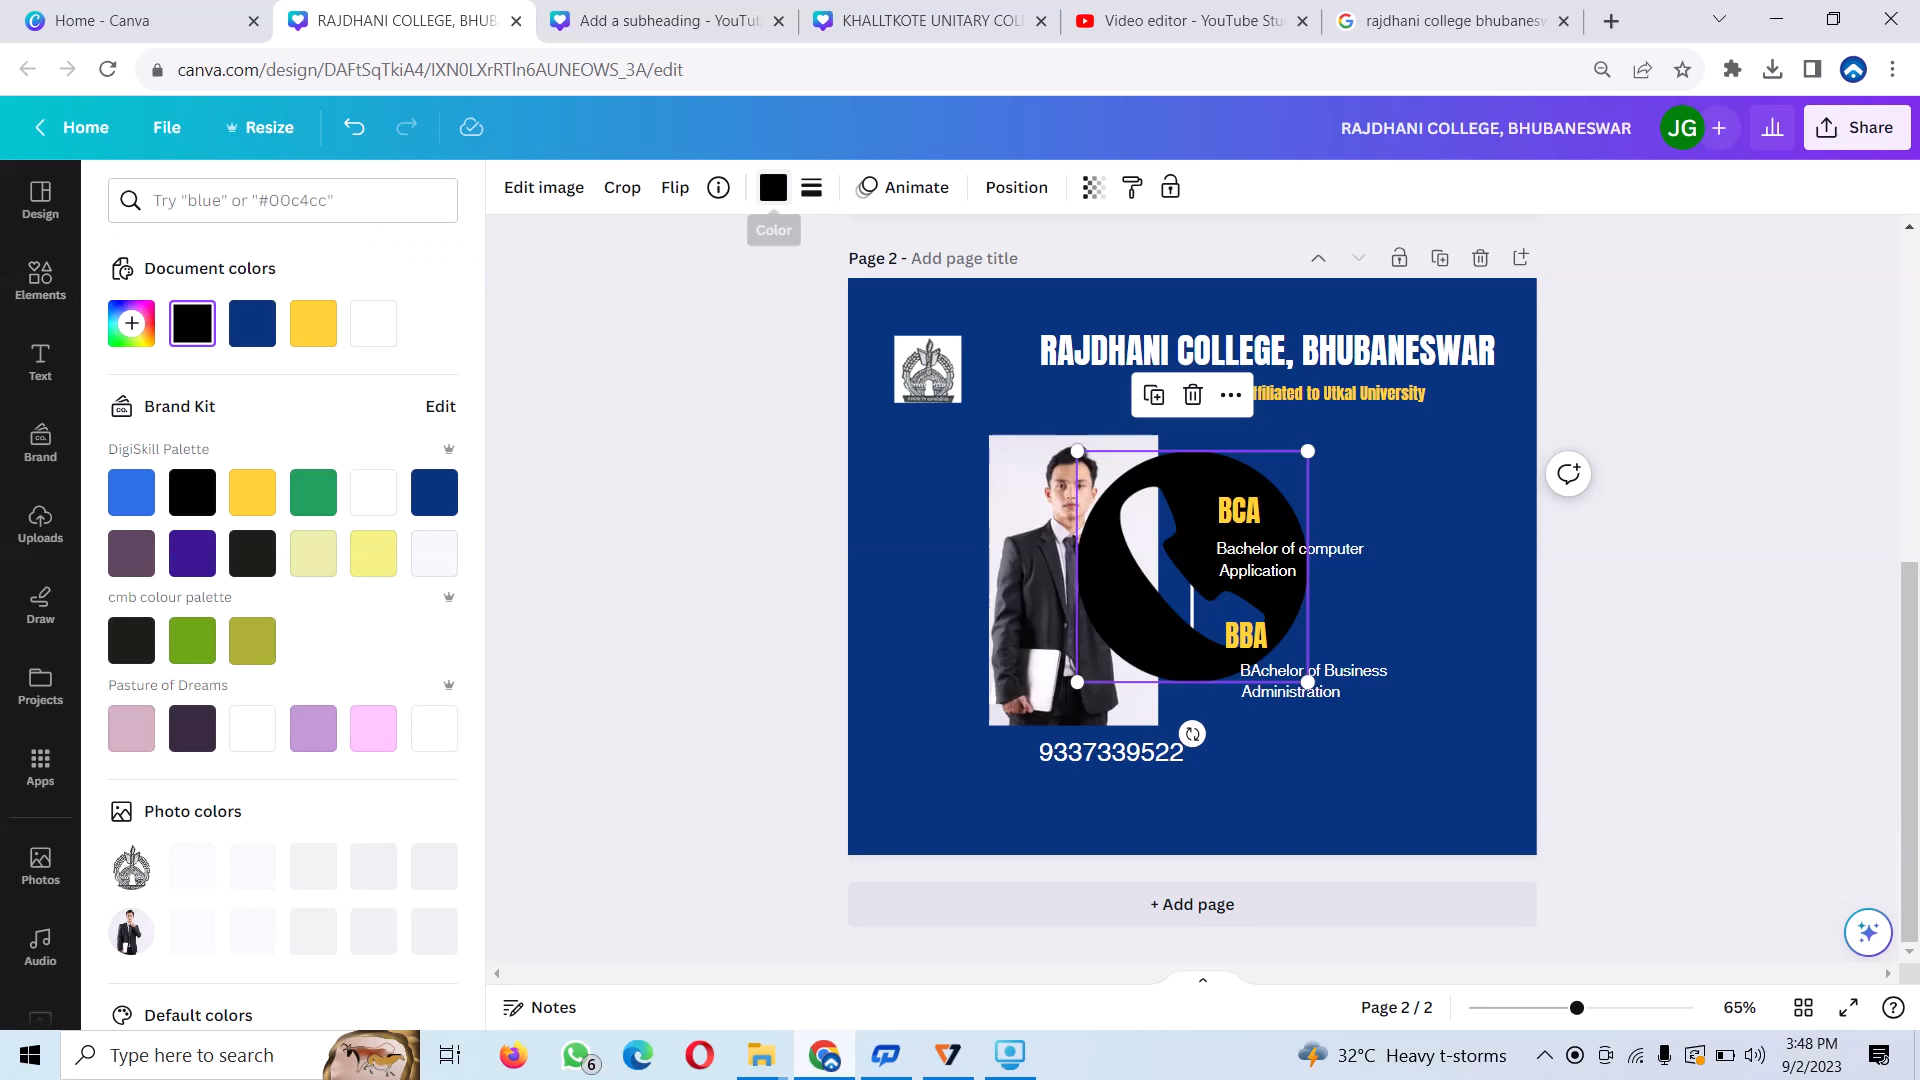 Home - Canva
RAJDHANI COLLEGE, BHUB
Add a subheading - YouTub
KHALLTKOTE UNITARY COLL
Video editor - YouTube Stu
rajdhani college bhubanesw
canva.com/design/DAFtSqTkiA4/IXN0LXrRTln6AUNEOWS_3A/edit
Home
File
Resize
RAJDHANI COLLEGE, BHUBANESWAR
JG
Share
Try "blue" or "#00c4cc"
Edit image
Crop
Flip
Animate
Position
Color
Design
Elements
Text
Brand
Uploads
Draw
Projects
Apps
Photos
Audio
Document colors
Brand Kit
Edit
DigiSkill Palette
cmb colour palette
Pasture of Dreams
Photo colors
Default colors
Page 2 - Add page title
RAJDHANI COLLEGE, BHUBANESWAR
ffiliated to Utkal University
BCA
Bachelor of computer
Application
BBA
BAchelor of Business
Administration
9337339522
+ Add page
Notes
Page 2 / 2
65%
Type here to search
6
32°C Heavy t-storms
3:48 PM
9/2/2023